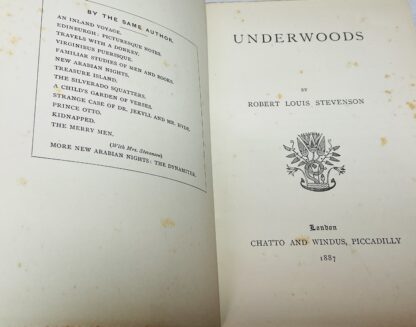 BY THE SAME AUTHOR.
AN INLAND VOYAGE.
EDINBURGH: PICTURESQUE NOTES.
TRAVELS WITH A DONKEY.
VIRGINIBUS PUERISQUE.
FAMILIAR STUDIES OF MEN AND BOOKS.
NEW ARABIAN NIGHTS.
TREASURE ISLAND.
THE SILVERADO SQUATTERS.
A CHILD'S GARDEN OF VERSES.
STRANGE CASE OF DR. JEKYLL AND MR. HYDE.
PRINCE OTTO.
KIDNAPPED.
THE MERRY MEN.
(With Mrs. Stevenson)
MORE NEW ARABIAN NIGHTS: THE DYNAMITER.
UNDERWOODS
BY
ROBERT LOUIS STEVENSON
London
CHATTO AND WINDUS, PICCADILLY
1887